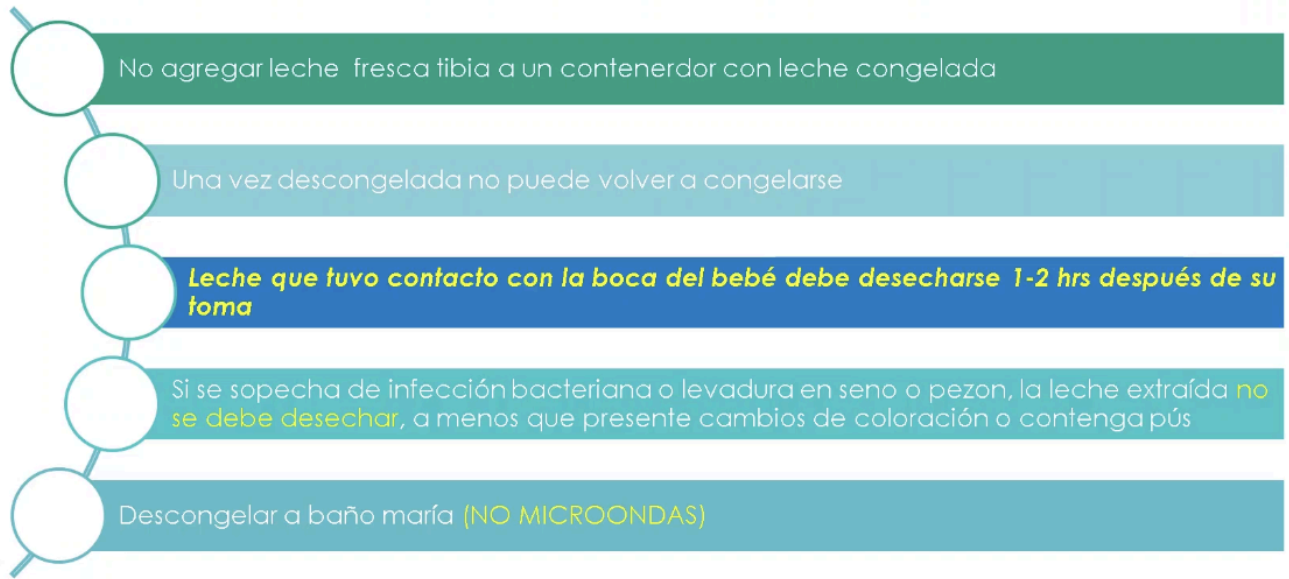 No agregar leche fresca tibia a un contenerdor con leche congelada
Una vez descongelada no puede volver a congelarse
Leche que tuvo contacto con la boca del bebé debe desecharse 1-2 hrs después de su
toma
Si se sopecha de infección bacteriana o levadura en seno o pezon, la leche extraída no
se debe desechar, a menos que presente cambios de coloración o contenga pús
Descongelar a baño maría (NO MICROONDAS)